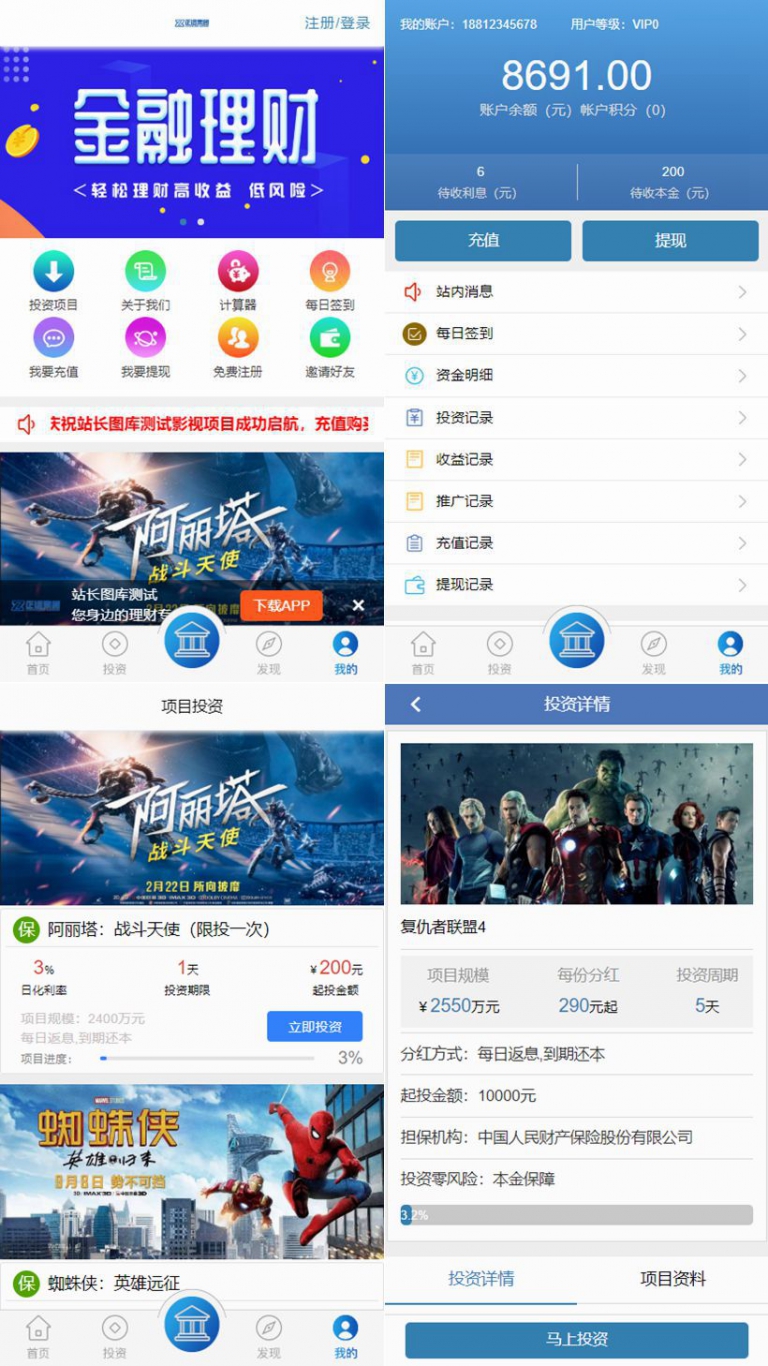 注册/登录
金融理财
<轻松理财高收益 低风险>
投资项目
关于我们
计算器
每日签到
我要充值
我要提现
免费注册
邀请好友
庆祝站长图库测试影视项目成功启航，充值购买
阿丽塔
战斗天使
站长图库测试
您身边的理财专
下载APP
首页
投资
发现
我的
我的账户：18812345678 用户等级：VIP0
8691.00
账户余额（元）帐户积分（0）
6
待收利息（元）
200
待收本金（元）
充值
提现
站内消息
每日签到
资金明细
投资记录
收益记录
推广记录
充值记录
提现记录
首页
投资
发现
我的
项目投资
阿丽塔
战斗天使
2月22日 所向披靡
保 阿丽塔：战斗天使（限投一次）
3% 1天 ¥200元
日化利率 投资期限 起投金额
项目规模：2400万元
每日返息,到期还本
立即投资
项目进度： 3%
MARVEL STUDIOS
蜘蛛侠
英雄归来
9月8日 势不可挡
保 蜘蛛侠：英雄远征
首页
投资
发现
我的
投资详情
复仇者联盟4
项目规模 每份分红 投资周期
¥2550万元 290元起 5天
分红方式：每日返息,到期还本
起投金额：10000元
担保机构：中国人民财产保险股份有限公司
投资零风险：本金保障
3.2%
投资详情
项目资料
马上投资